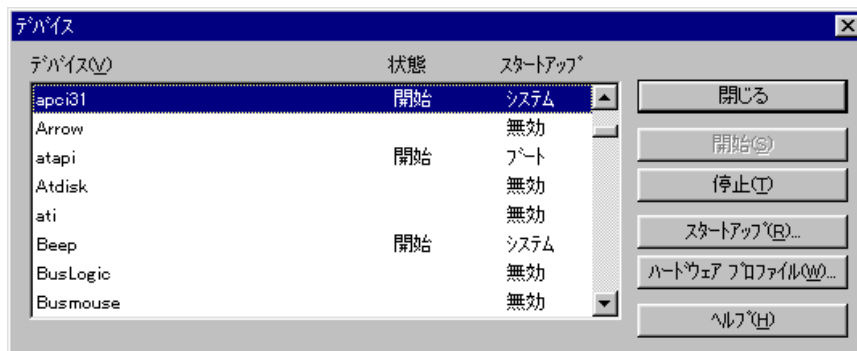 ﾃﾞﾊﾞｲｽ
ﾃﾞﾊﾞｲｽ(V) 状態 ｽﾀｰﾄｱｯﾌﾟ
apci31 開始 ｼｽﾃﾑ
Arrow 無効
atapi 開始 ﾌﾞｰﾄ
Atdisk 無効
ati 無効
Beep 開始 ｼｽﾃﾑ
BusLogic 無効
Busmouse 無効
閉じる
開始(S)
停止(T)
ｽﾀｰﾄｱｯﾌﾟ(R)...
ﾊｰﾄﾞｳｪｱ ﾌﾟﾛﾌｧｲﾙ(W)...
ﾍﾙﾌﾟ(H)